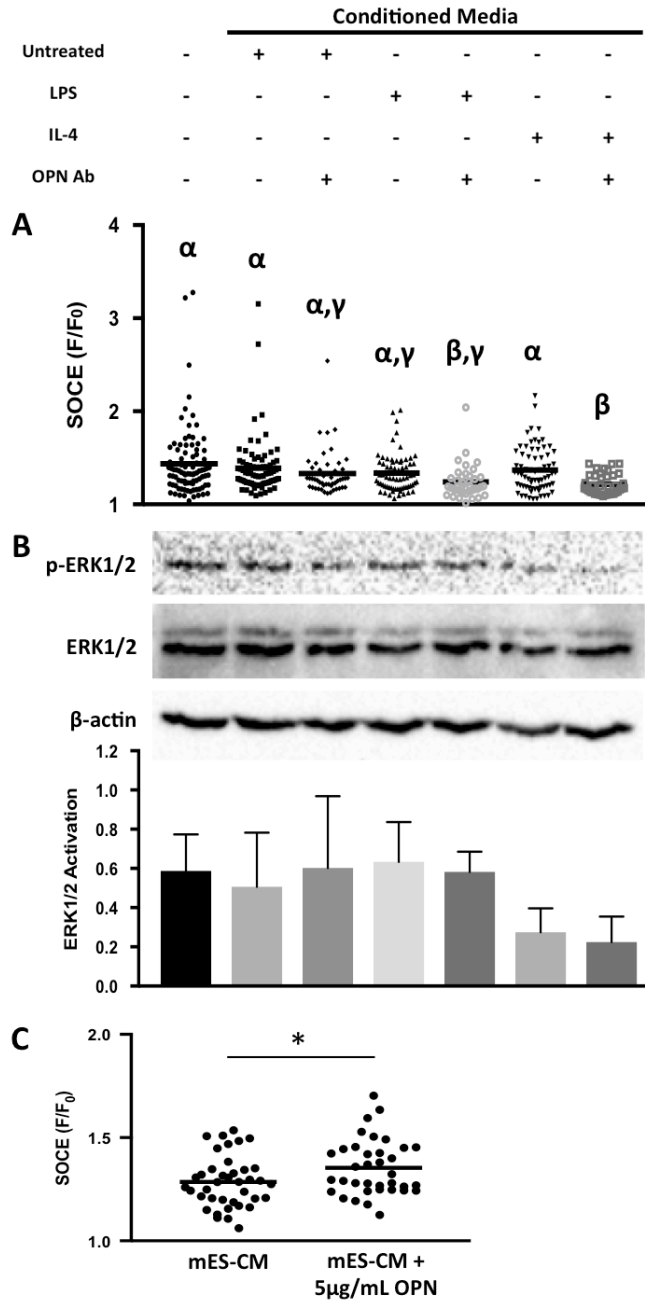 Conditioned Media
Untreated - + + - - - -
LPS - - - + + - -
IL-4 - - - - - + +
OPN Ab - - + - + - +
A
SOCE (F/F0)
4
3
2
1
α α α,γ α,γ β,γ α β
B
p-ERK1/2
ERK1/2
β-actin
ERK1/2 Activation
1.2
1.0
0.8
0.6
0.4
0.2
0.0
C
SOCE (F/F0)
2.0
1.5
1.0
*
mES-CM
mES-CM +
5µg/mL OPN